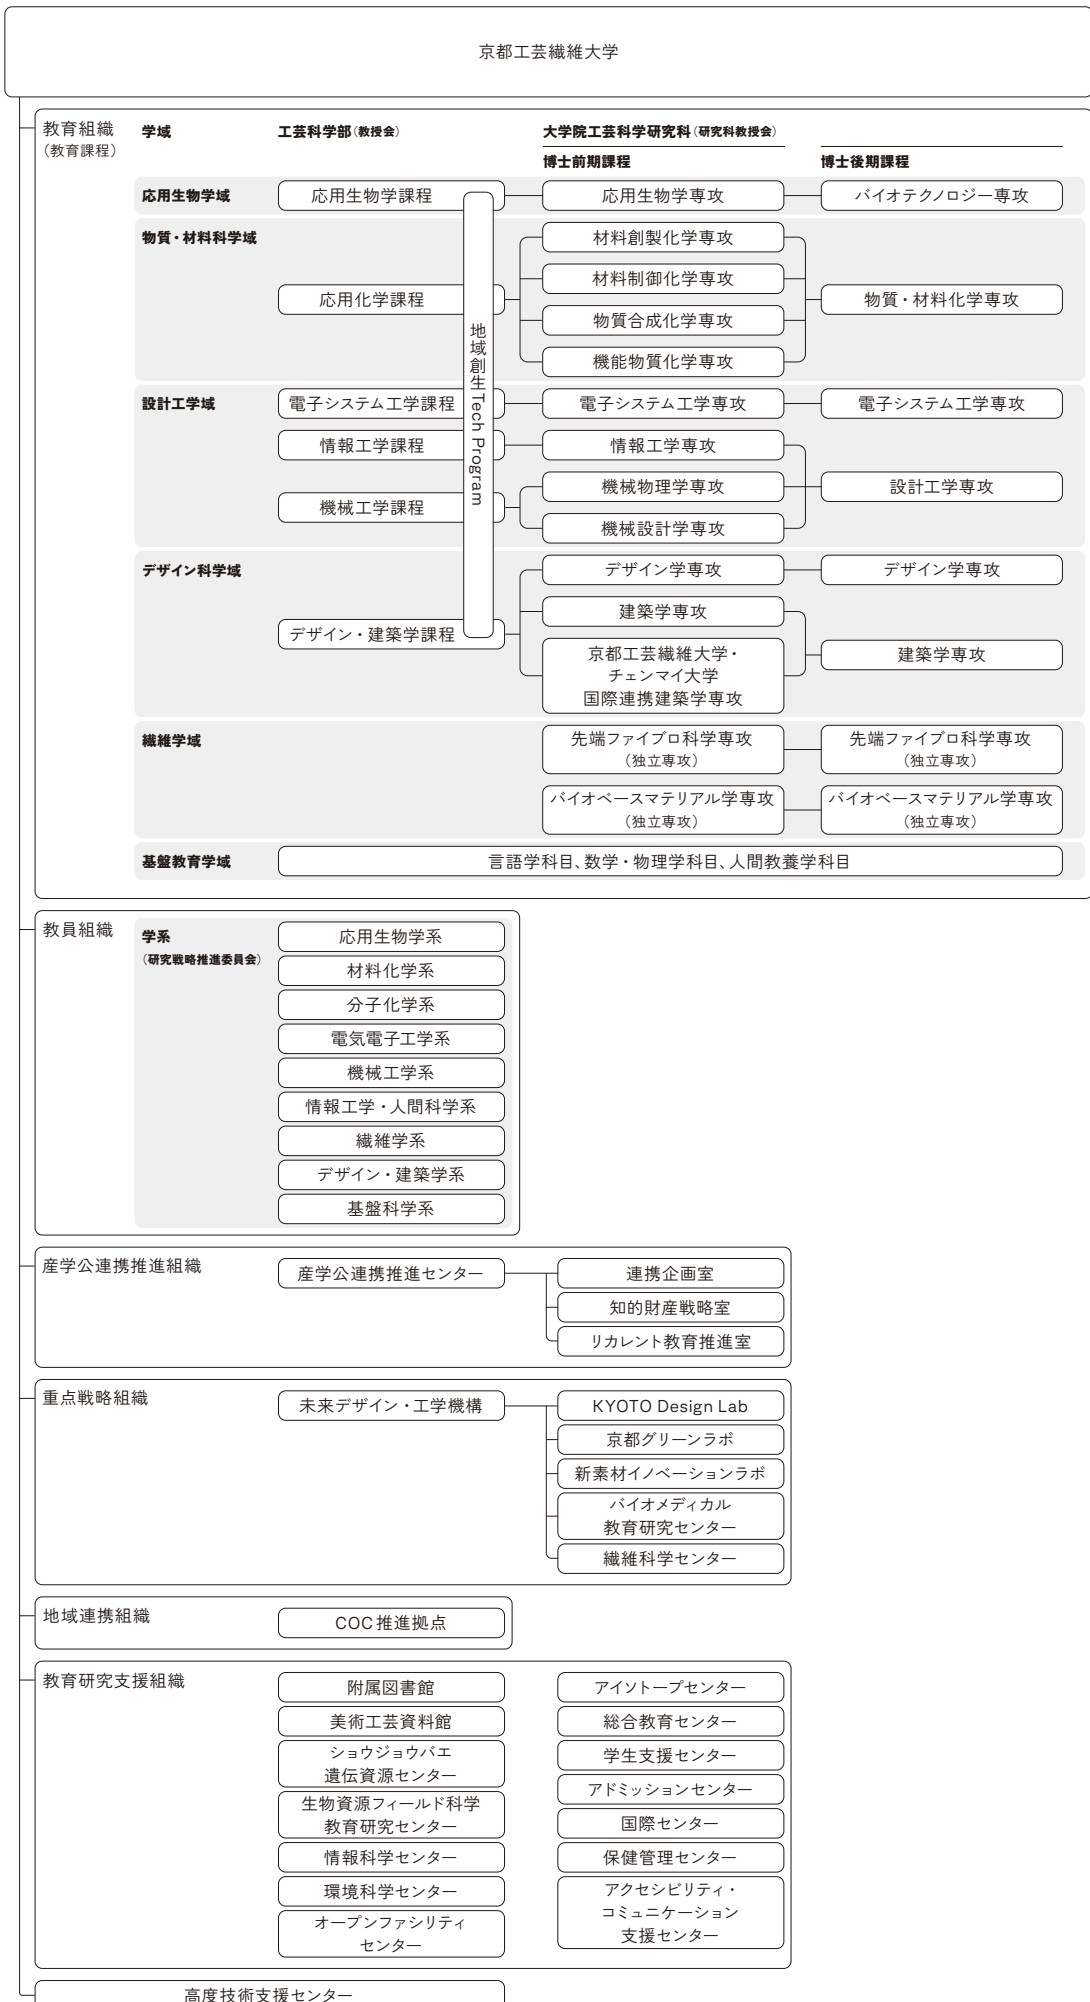 京都工芸繊維大学
教育組織
（教育課程）
学域
工芸科学部（教授会）
大学院工芸科学研究科（研究科教授会）
博士前期課程
博士後期課程
応用生物学域
応用生物学課程
応用生物学専攻
バイオテクノロジー専攻
地域創生Tech Program
物質・材料科学域
応用化学課程
材料創製化学専攻
材料制御化学専攻
物質合成化学専攻
機能物質化学専攻
物質・材料化学専攻
設計工学域
電子システム工学課程
電子システム工学専攻
電子システム工学専攻
情報工学課程
情報工学専攻
機械工学課程
機械物理学専攻
機械設計学専攻
設計工学専攻
デザイン科学域
デザイン・建築学課程
デザイン学専攻
デザイン学専攻
建築学専攻
京都工芸繊維大学・
チェンマイ大学
国際連携建築学専攻
建築学専攻
繊維学域
先端ファイブロ科学専攻
（独立専攻）
先端ファイブロ科学専攻
（独立専攻）
バイオベースマテリアル学専攻
（独立専攻）
バイオベースマテリアル学専攻
（独立専攻）
基盤教育学域
言語学科目、数学・物理学科目、人間教養学科目
教員組織
学系
（研究戦略推進委員会）
応用生物学系
材料化学系
分子化学系
電気電子工学系
機械工学系
情報工学・人間科学系
繊維学系
デザイン・建築学系
基盤科学系
産学公連携推進組織
産学公連携推進センター
連携企画室
知的財産戦略室
リカレント教育推進室
重点戦略組織
未来デザイン・工学機構
KYOTO Design Lab
京都グリーンラボ
新素材イノベーションラボ
バイオメディカル
教育研究センター
繊維科学センター
地域連携組織
COC推進拠点
教育研究支援組織
附属図書館
美術工芸資料館
ショウジョウバエ
遺伝資源センター
生物資源フィールド科学
教育研究センター
情報科学センター
環境科学センター
オープンファシリティ
センター
アイソトープセンター
総合教育センター
学生支援センター
アドミッションセンター
国際センター
保健管理センター
アクセシビリティ・
コミュニケーション
支援センター
高度技術支援センター